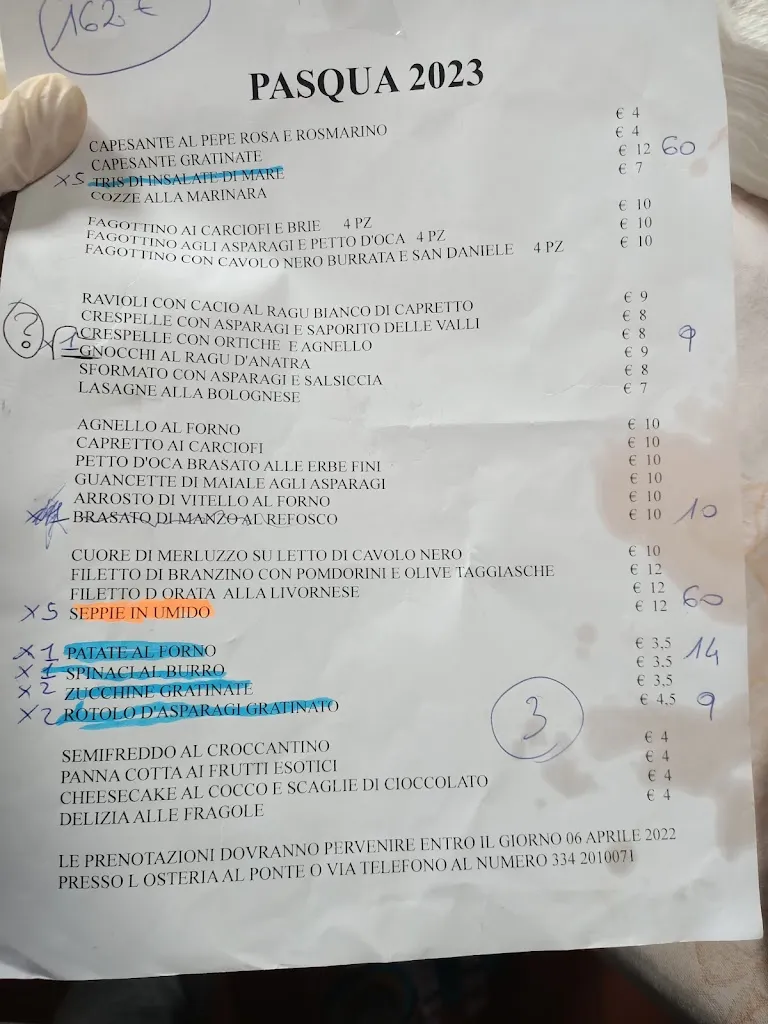 162 €
PASQUA 2023
CAPESANTE AL PEPE ROSA E ROSMARINO € 4
CAPESANTE GRATINATE € 4
x5 TRIS DI INSALATE DI MARE € 12 60
COZZE ALLA MARINARA € 7
FAGOTTINO AI CARCIOFI E BRIE 4 PZ € 10
FAGOTTINO AGLI ASPARAGI E PETTO D'OCA 4 PZ € 10
FAGOTTINO CON CAVOLO NERO BURRATA E SAN DANIELE 4 PZ € 10
RAVIOLI CON CACIO AL RAGU BIANCO DI CAPRETTO € 9
CRESPELLE CON ASPARAGI E SAPORITO DELLE VALLI € 8
CRESPELLE CON ORTICHE E AGNELLO € 8
? x1 GNOCCHI AL RAGU D'ANATRA € 9 9
SFORMATO CON ASPARAGI E SALSICCIA € 8
LASAGNE ALLA BOLOGNESE € 7
AGNELLO AL FORNO € 10
CAPRETTO AI CARCIOFI € 10
PETTO D'OCA BRASATO ALLE ERBE FINI € 10
GUANCETTE DI MAIALE AGLI ASPARAGI € 10
ARROSTO DI VITELLO AL FORNO € 10
BRASATO DI MANZO AL REFOSCO € 10 10
CUORE DI MERLUZZO SU LETTO DI CAVOLO NERO € 10
FILETTO DI BRANZINO CON POMDORINI E OLIVE TAGGIASCHE € 12
FILETTO D ORATA ALLA LIVORNESE € 12
x5 SEPPIE IN UMIDO € 12 60
x1 PATATE AL FORNO € 3,5 14
x1 SPINACI AL BURRO € 3.5
x2 ZUCCHINE GRATINATE € 3,5
x2 ROTOLO D'ASPARAGI GRATINATO € 4,5 9
3
SEMIFREDDO AL CROCCANTINO € 4
PANNA COTTA AI FRUTTI ESOTICI € 4
CHEESECAKE AL COCCO E SCAGLIE DI CIOCCOLATO € 4
DELIZIA ALLE FRAGOLE € 4
LE PRENOTAZIONI DOVRANNO PERVENIRE ENTRO IL GIORNO 06 APRILE 2022
PRESSO L OSTERIA AL PONTE O VIA TELEFONO AL NUMERO 334 2010071